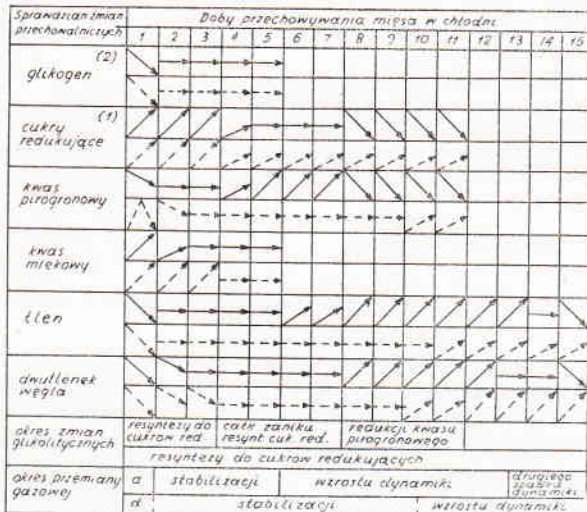 Sprawdzian zmian
przechowalniczych
Doby przechowywania mięsa w chłodni
1 2 3 4 5 6 7 8 9 10 11 12 13 14 15
(2)
glikogen
(1)
cukry
redukujące
kwas
pirogronowy
kwas
mlekowy
tlen
dwutlenek
węgla
okres zmian
glikolitycznych
resyntezy do
cukrów red.
całk zaniku
resynt cuk. red.
redukcji kwasu
pirogronowego
resyntezy do cukrów redukujących
okres przemiany
gazowej
a stabilizacji wzrostu dynamiki
drugiego
spadku
dynamiki
d stabilizacji wzrostu dynamiki